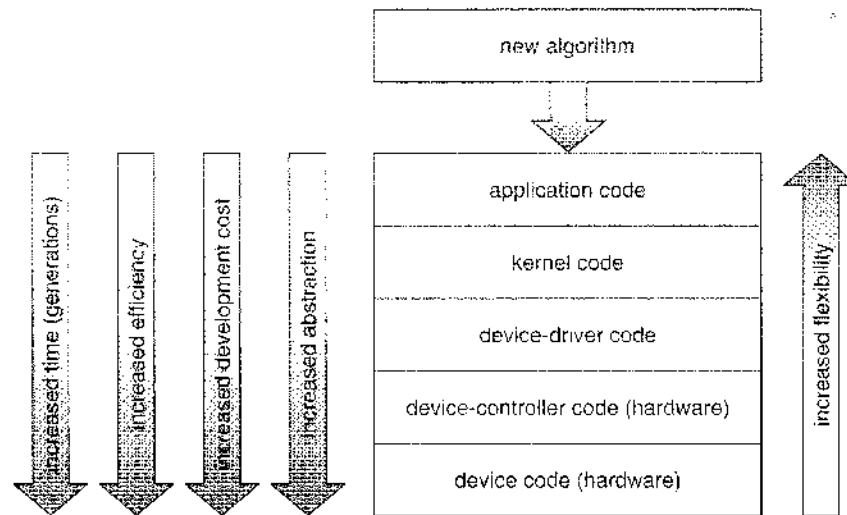 new algorithm
application code
kernel code
device-driver code
device-controller code (hardware)
device code (hardware)
increased time (generations)
increased efficiency
increased development cost
increased abstraction
increased flexibility